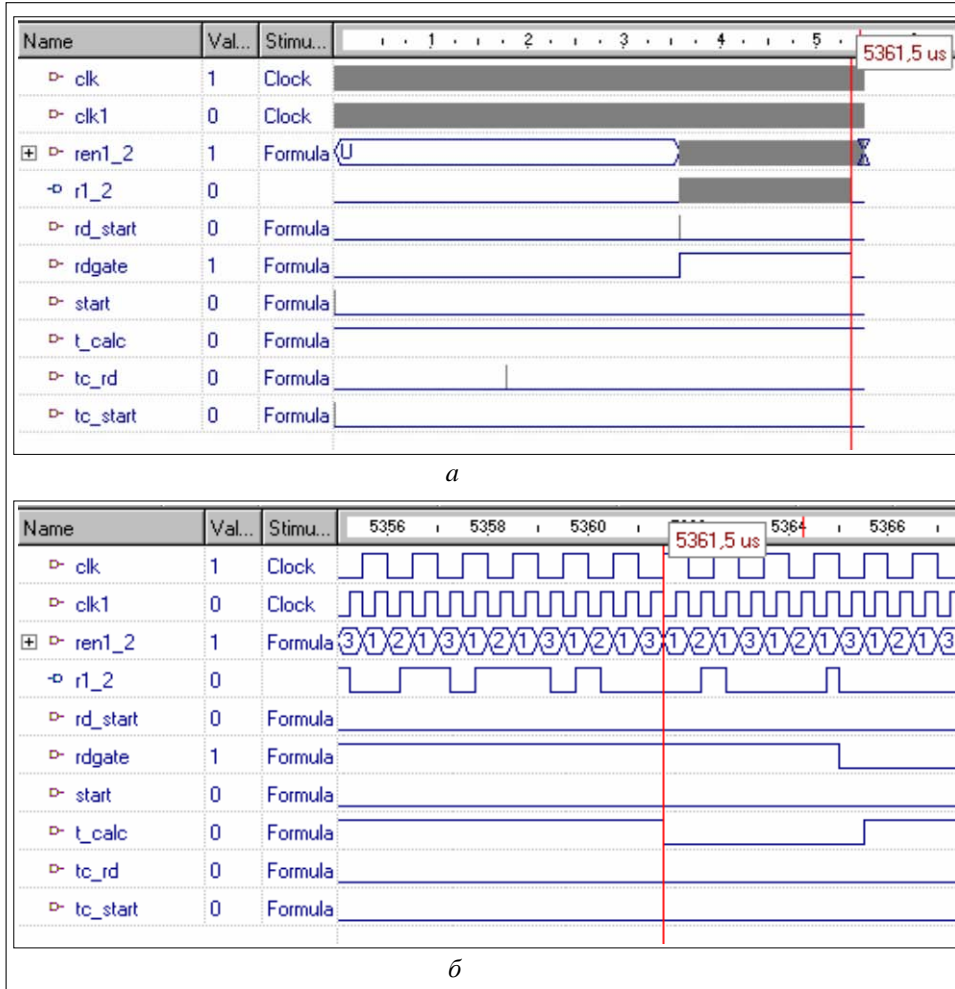 Name Val... Stimu... 1 2 3 4 5
5361,5 us
clk 1 Clock
clk1 0 Clock
ren1_2 1 Formula U
r1_2 0
rd_start 0 Formula
rdgate 1 Formula
start 0 Formula
t_calc 0 Formula
tc_rd 0 Formula
tc_start 0 Formula
а
Name Val... Stimu... 5356 5358 5360 5364 5366
5361,5 us
clk 1 Clock
clk1 0 Clock
ren1_2 1 Formula 3 1 2 1 3 1 2 1 3 1 2 1 3 1 2 1 3 1 2 1 3 1 2 1 3
r1_2 0
rd_start 0 Formula
rdgate 1 Formula
start 0 Formula
t_calc 0 Formula
tc_rd 0 Formula
tc_start 0 Formula
б